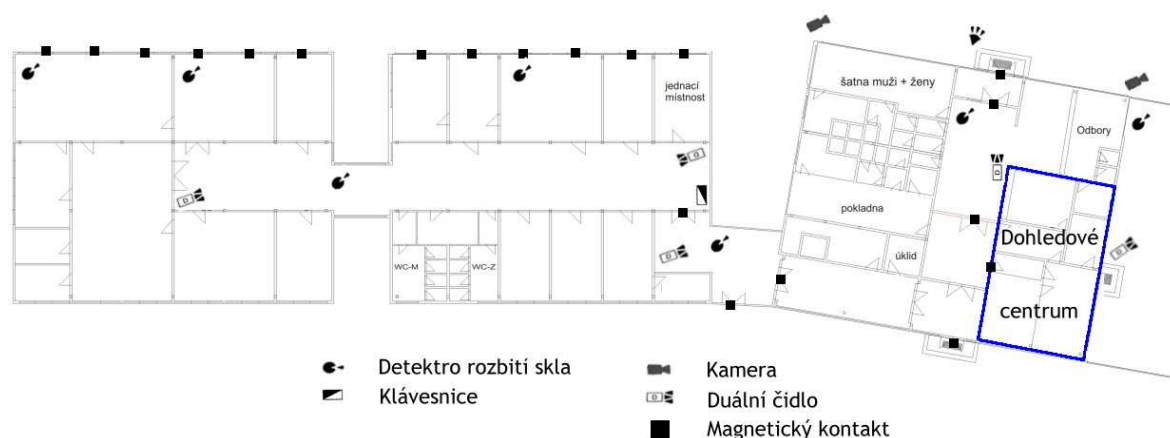 jednací
místnost
šatna muži + ženy
Odbory
pokladna
úklid
WC-M
WC-Z
Dohledové
centrum
Detektro rozbití skla
Klávesnice
Kamera
D Duální čidlo
Magnetický kontakt